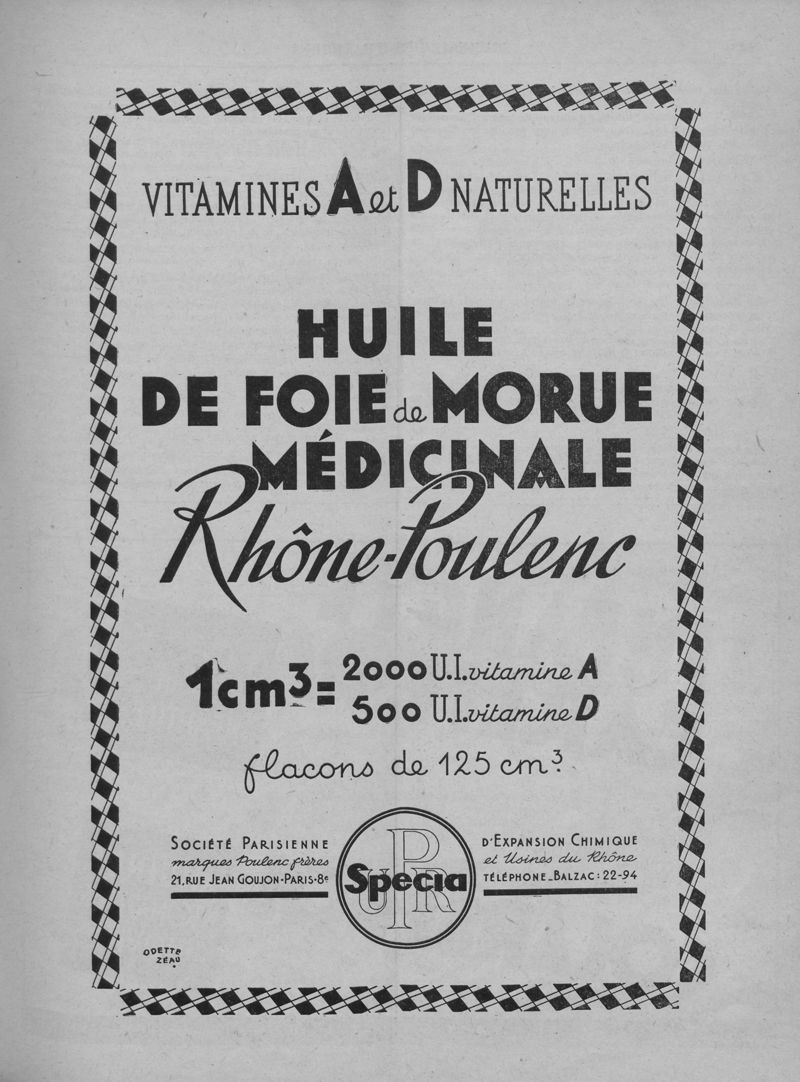 VITAMINES A et D NATURELLES
HUILE
DE FOIE de MORUE
MÉDICINALE
Rhône-Poulenc
1cm³= 2000 U.I. vitamine A
500 U.I. vitamine D
flacons de 125 cm³.
SOCIÉTÉ PARISIENNE
marques Poulenc frères
21, RUE JEAN GOUJON-PARIS-8e
UPR
Specia
D'EXPANSION CHIMIQUE
et Usines du Rhône
TÉLÉPHONE_BALZAC: 22-94
ODETTE
ZÉAU